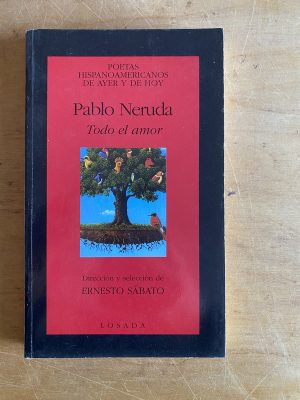 POETAS
HISPANOAMERICANOS
DE AYER Y DE HOY
Pablo Neruda
Todo el amor
Dirección y selección de
ERNESTO SÁBATO
LOSADA